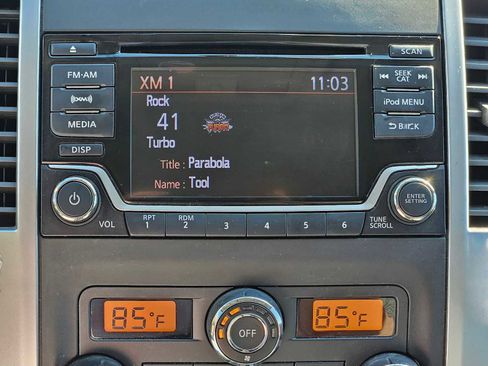 SCAN
FM·AM
XM 1 11:03
SEEK
CAT
Rock
(xm)
41
iPod MENU
MEDIA
Turbo
BACK
DISP
Title : Parabola
Name : Tool
ENTER
SETTING
VOL
RPT
1
RDM
2
3
4
5
6
TUNE
SCROLL
85°F
OFF
85°F